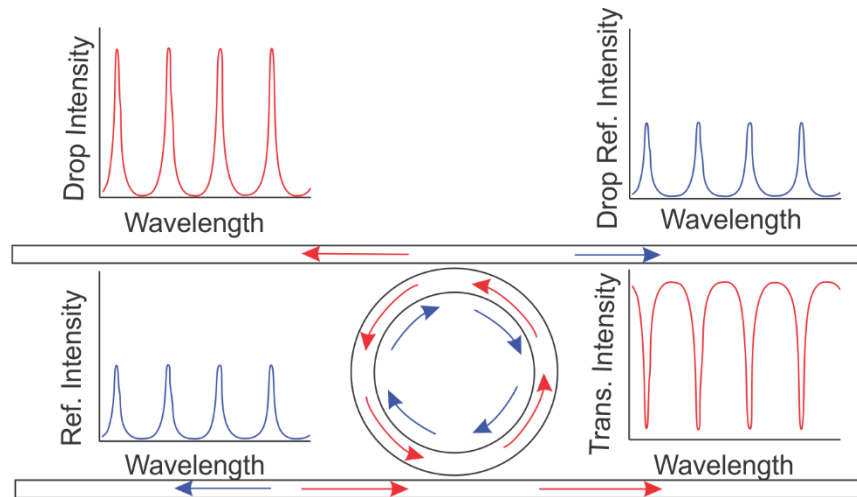 Drop Intensity
Wavelength
Drop Ref. Intensity
Wavelength
Ref. Intensity
Wavelength
Trans. Intensity
Wavelength